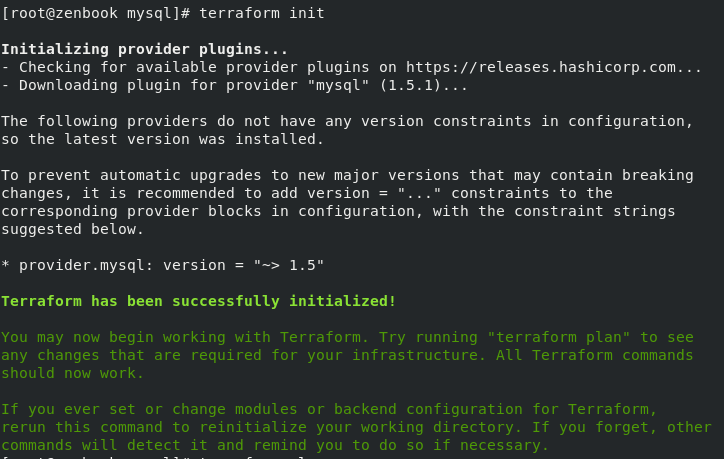 [root@zenbook mysql]# terraform init
Initializing provider plugins...
- Checking for available provider plugins on https://releases.hashicorp.com...
- Downloading plugin for provider "mysql" (1.5.1)...
The following providers do not have any version constraints in configuration,
so the latest version was installed.
To prevent automatic upgrades to new major versions that may contain breaking
changes, it is recommended to add version = "..." constraints to the
corresponding provider blocks in configuration, with the constraint strings
suggested below.
* provider.mysql: version = "~> 1.5"
Terraform has been successfully initialized!
You may now begin working with Terraform. Try running "terraform plan" to see
any changes that are required for your infrastructure. All Terraform commands
should now work.
If you ever set or change modules or backend configuration for Terraform,
rerun this command to reinitialize your working directory. If you forget, other
commands will detect it and remind you to do so if necessary.